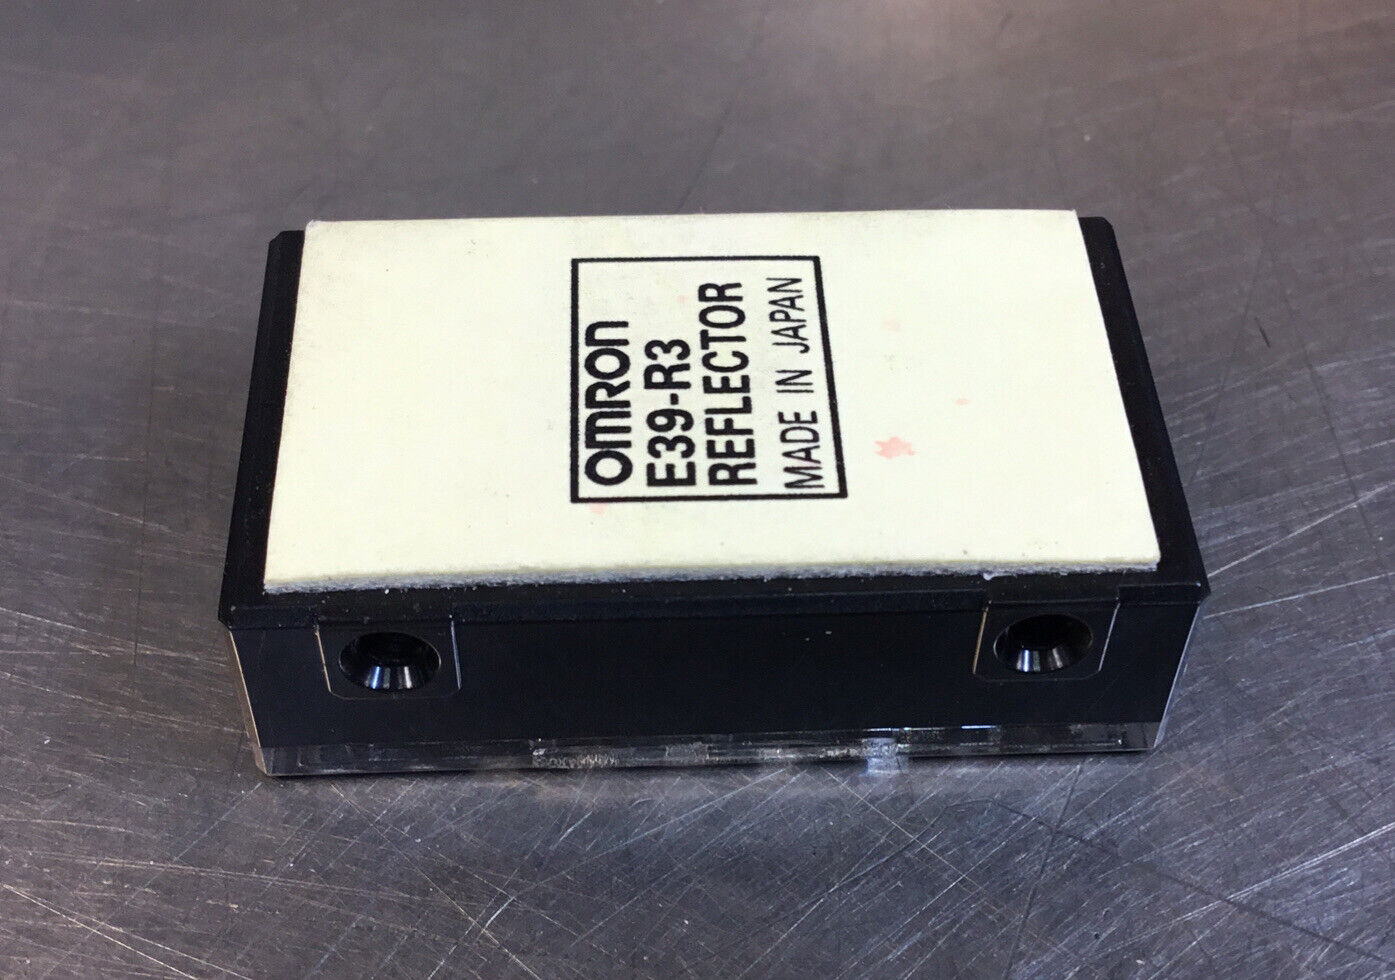 OMRON
E39-R3
REFLECTOR
MADE IN JAPAN